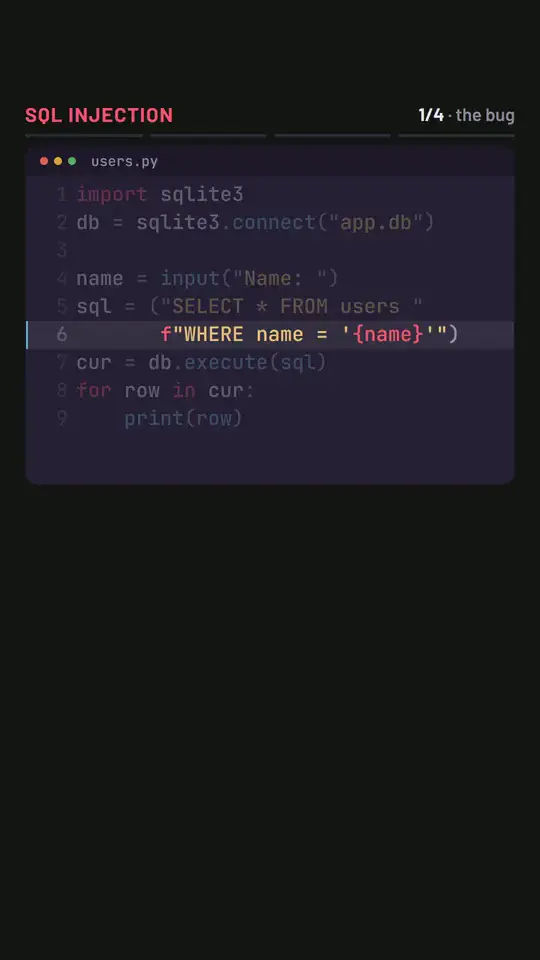 SQL INJECTION 1/4 · the bug
users.py
1 import sqlite3
2 db = sqlite3.connect("app.db")
3
4 name = input("Name: ")
5 sql = ("SELECT * FROM users "
6        f"WHERE name = '{name}'")
7 cur = db.execute(sql)
8 for row in cur:
9     print(row)